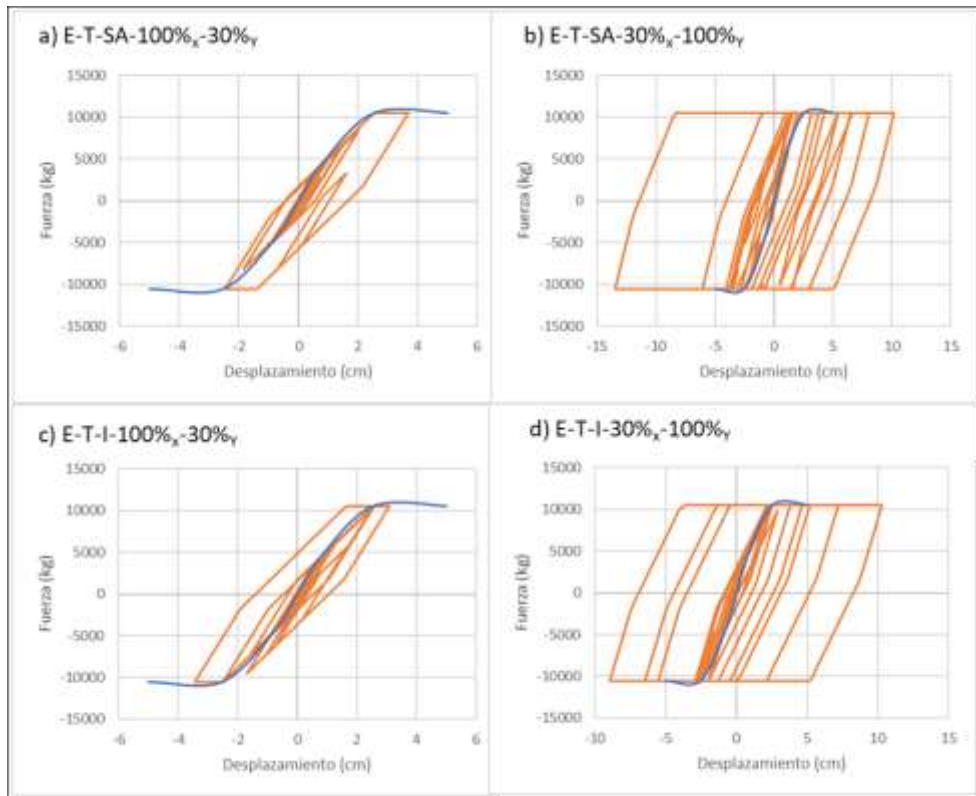 a) E-T-SA-100%x-30%Y
15000
10000
5000
0
-5000
-10000
-15000
-6 -4 -2 0 2 4 6
Fuerza (kg)
Desplazamiento (cm)
b) E-T-SA-30%x-100%Y
15000
10000
5000
0
-5000
-10000
-15000
-15 -10 -5 0 5 10 15
Fuerza (kg)
Desplazamiento (cm)
c) E-T-I-100%x-30%Y
15000
10000
5000
0
-5000
-10000
-15000
-6 -4 -2 0 2 4 6
Fuerza (kg)
Desplazamiento (cm)
d) E-T-I-30%x-100%Y
15000
10000
5000
0
-5000
-10000
-15000
-10 -5 0 5 10 15
Fuerza (kg)
Desplazamiento (cm)